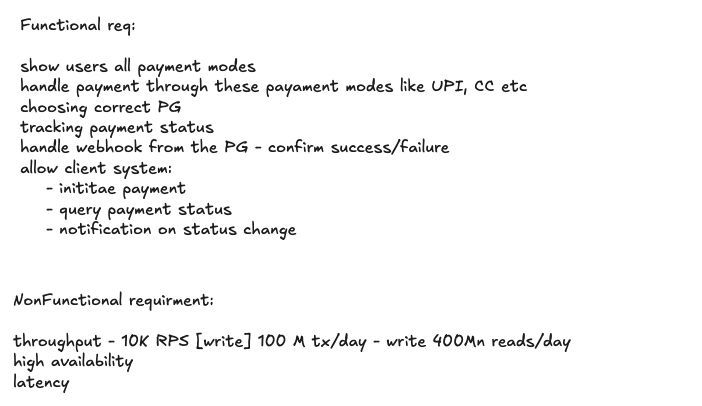 Functional req:
show users all payment modes
handle payment through these payament modes like UPI, CC etc
choosing correct PG
tracking payment status
handle webhook from the PG - confirm success/failure
allow client system:
- inititae payment
- query payment status
- notification on status change
NonFunctional requirment:
throughput - 10K RPS [write] 100 M tx/day - write 400Mn reads/day
high availability
latency